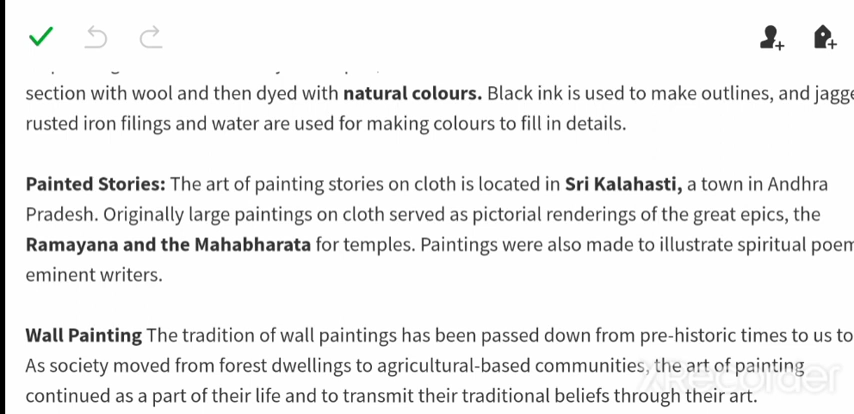 section with wool and then dyed with natural colours. Black ink is used to make outlines, and
rusted iron filings and water are used for making colours to fill in details.
Painted Stories: The art of painting stories on cloth is located in Sri Kalahasti, a town in Andhra
Pradesh. Originally large paintings on cloth served as pictorial renderings of the great epics, the
Ramayana and the Mahabharata for temples. Paintings were also made to illustrate spiritual
eminent writers.
Wall Painting The tradition of wall paintings has been passed down from pre-historic times to us to
As society moved from forest dwellings to agricultural-based communities, the art of painting
continued as a part of their life and to transmit their traditional beliefs through their art.
XRecorder